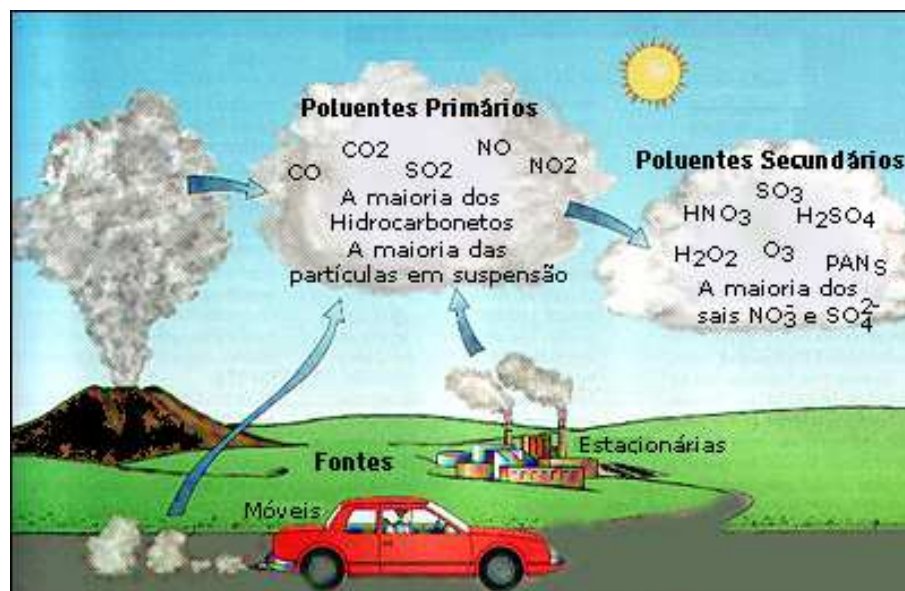 Poluentes Primários
CO CO2 SO2 NO NO2
A maioria dos
Hidrocarbonetos
A maioria das
partículas em suspensão
Poluentes Secundários
SO3
HNO3 H2SO4
H2O2 O3 PANS
A maioria dos
sais NO3- e SO42-
Estacionárias
Fontes
Móveis